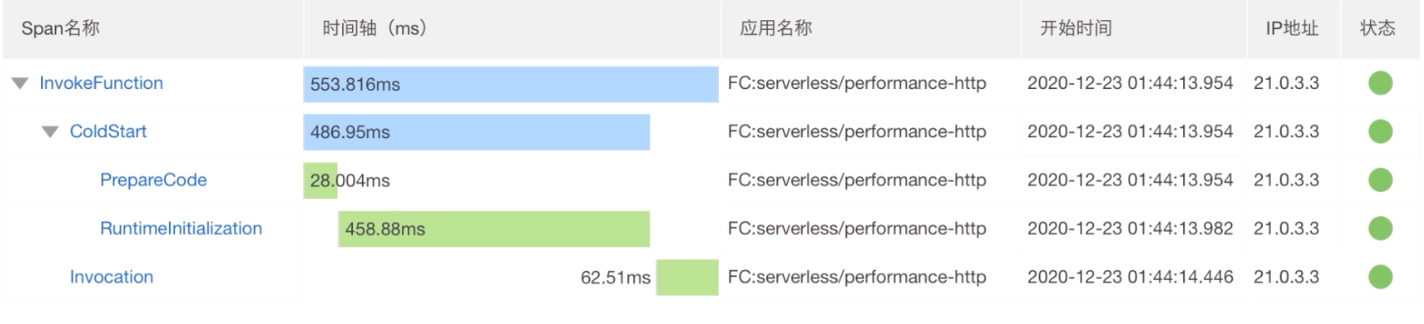 Span名称 时间轴（ms） 应用名称 开始时间 IP地址 状态
InvokeFunction 553.816ms FC:serverless/performance-http 2020-12-23 01:44:13.954 21.0.3.3
ColdStart 486.95ms FC:serverless/performance-http 2020-12-23 01:44:13.954 21.0.3.3
PrepareCode 28.004ms FC:serverless/performance-http 2020-12-23 01:44:13.954 21.0.3.3
RuntimeInitialization 458.88ms FC:serverless/performance-http 2020-12-23 01:44:13.982 21.0.3.3
Invocation 62.51ms FC:serverless/performance-http 2020-12-23 01:44:14.446 21.0.3.3